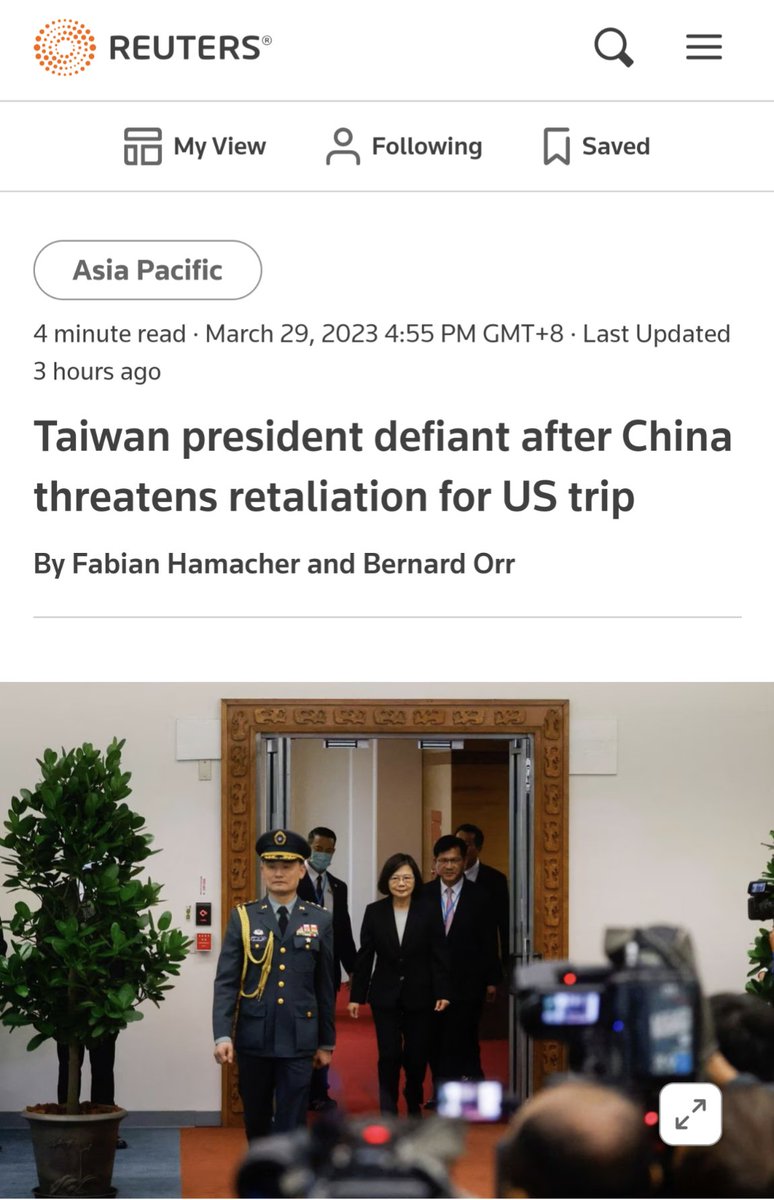 REUTERS®
My View
Following
Saved
Asia Pacific
4 minute read · March 29, 2023 4:55 PM GMT+8 · Last Updated
3 hours ago
Taiwan president defiant after China
threatens retaliation for US trip
By Fabian Hamacher and Bernard Orr